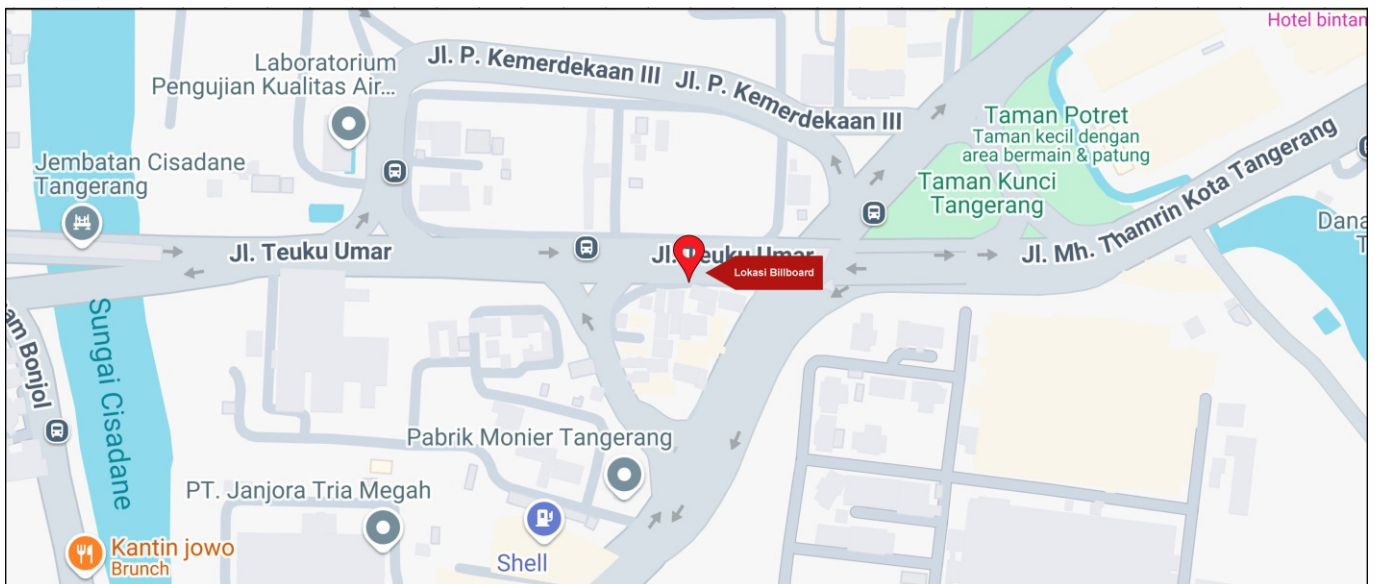 Hotel bintan
Laboratorium
Pengujian Kualitas Air...
Jl. P. Kemerdekaan III
Jl. P. Kemerdekaan III
Taman Potret
Taman kecil dengan
area bermain & patung
Taman Kunci
Tangerang
Jembatan Cisadane
Tangerang
Jl. Teuku Umar
Jl. Teuku Umar
Lokasi Billboard
Jl. Mh. Thamrin Kota Tangerang
Dana
T
am Bonjol
Sungai Cisadane
Pabrik Monier Tangerang
PT. Janjora Tria Megah
Kantin jowo
Brunch
Shell